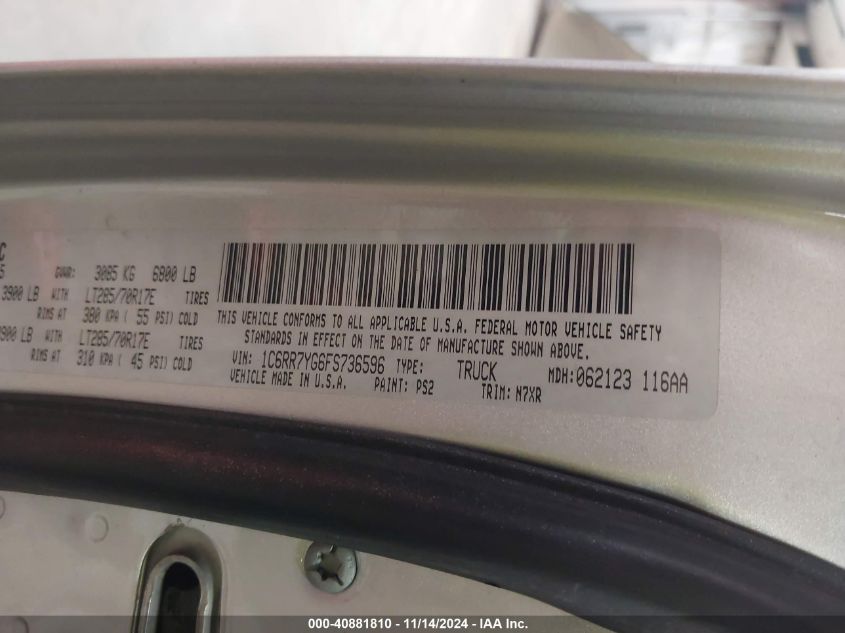 C
5
GVWR: 3085 KG 6800 LB
3900 LB WITH LT285/70R17E TIRES
RIMS AT 380 KPA ( 55 PSI) COLD
900 LB WITH LT285/70R17E TIRES
RIMS AT 310 KPA ( 45 PSI) COLD
THIS VEHICLE CONFORMS TO ALL APPLICABLE U.S.A. FEDERAL MOTOR VEHICLE SAFETY
STANDARDS IN EFFECT ON THE DATE OF MANUFACTURE SHOWN ABOVE.
VIN: 1C6RR7YG6FS736596 TYPE: TRUCK MDH: 062123 116AA
VEHICLE MADE IN U.S.A. PAINT: PS2 TRIM: N7XR
000-40881810 - 11/14/2024 - IAA Inc.